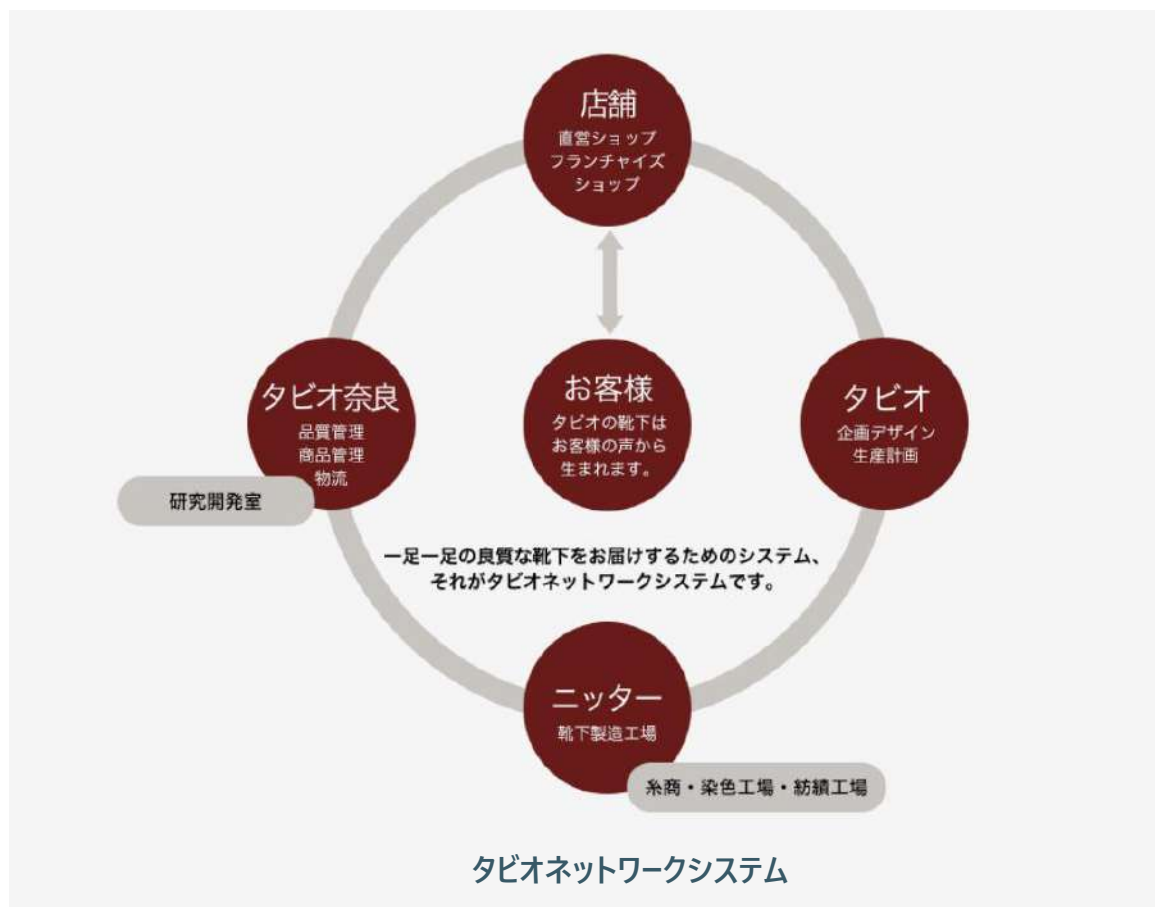 店舗
直営ショップ
フランチャイズ
ショップ
タビオ奈良
品質管理
商品管理
物流
研究開発室
お客様
タビオの靴下は
お客様の声から
生まれます。
タビオ
企画デザイン
生産計画
一足一足の良質な靴下をお届けするためのシステム、
それがタビオネットワークシステムです。
ニッター
靴下製造工場
糸商・染色工場・紡績工場
タビオネットワークシステム